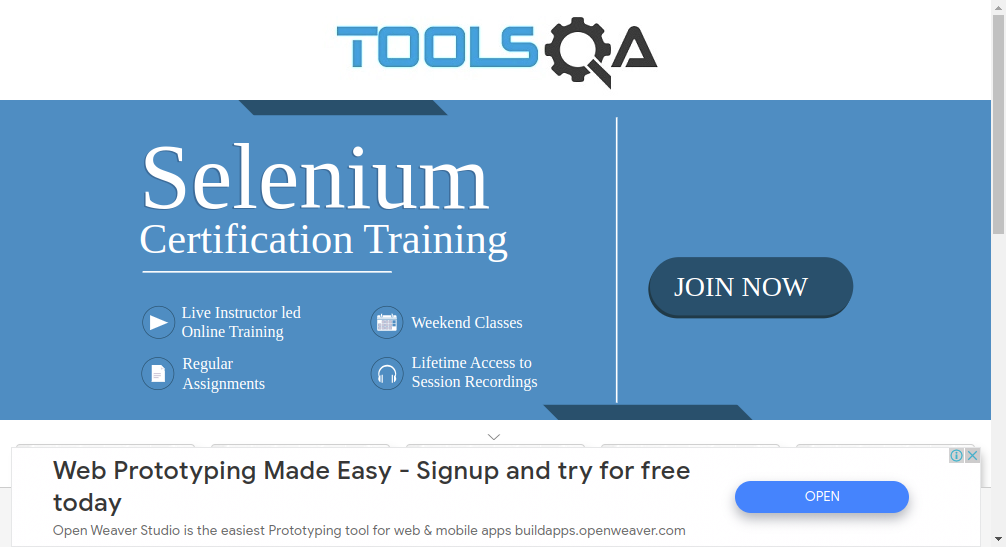 TOOLSQA
Selenium
Certification Training
JOIN NOW
Live Instructor led
Online Training
Weekend Classes
Regular
Assignments
Lifetime Access to
Session Recordings
Web Prototyping Made Easy - Signup and try for free
today
OPEN
Open Weaver Studio is the easiest Prototyping tool for web & mobile apps buildapps.openweaver.com